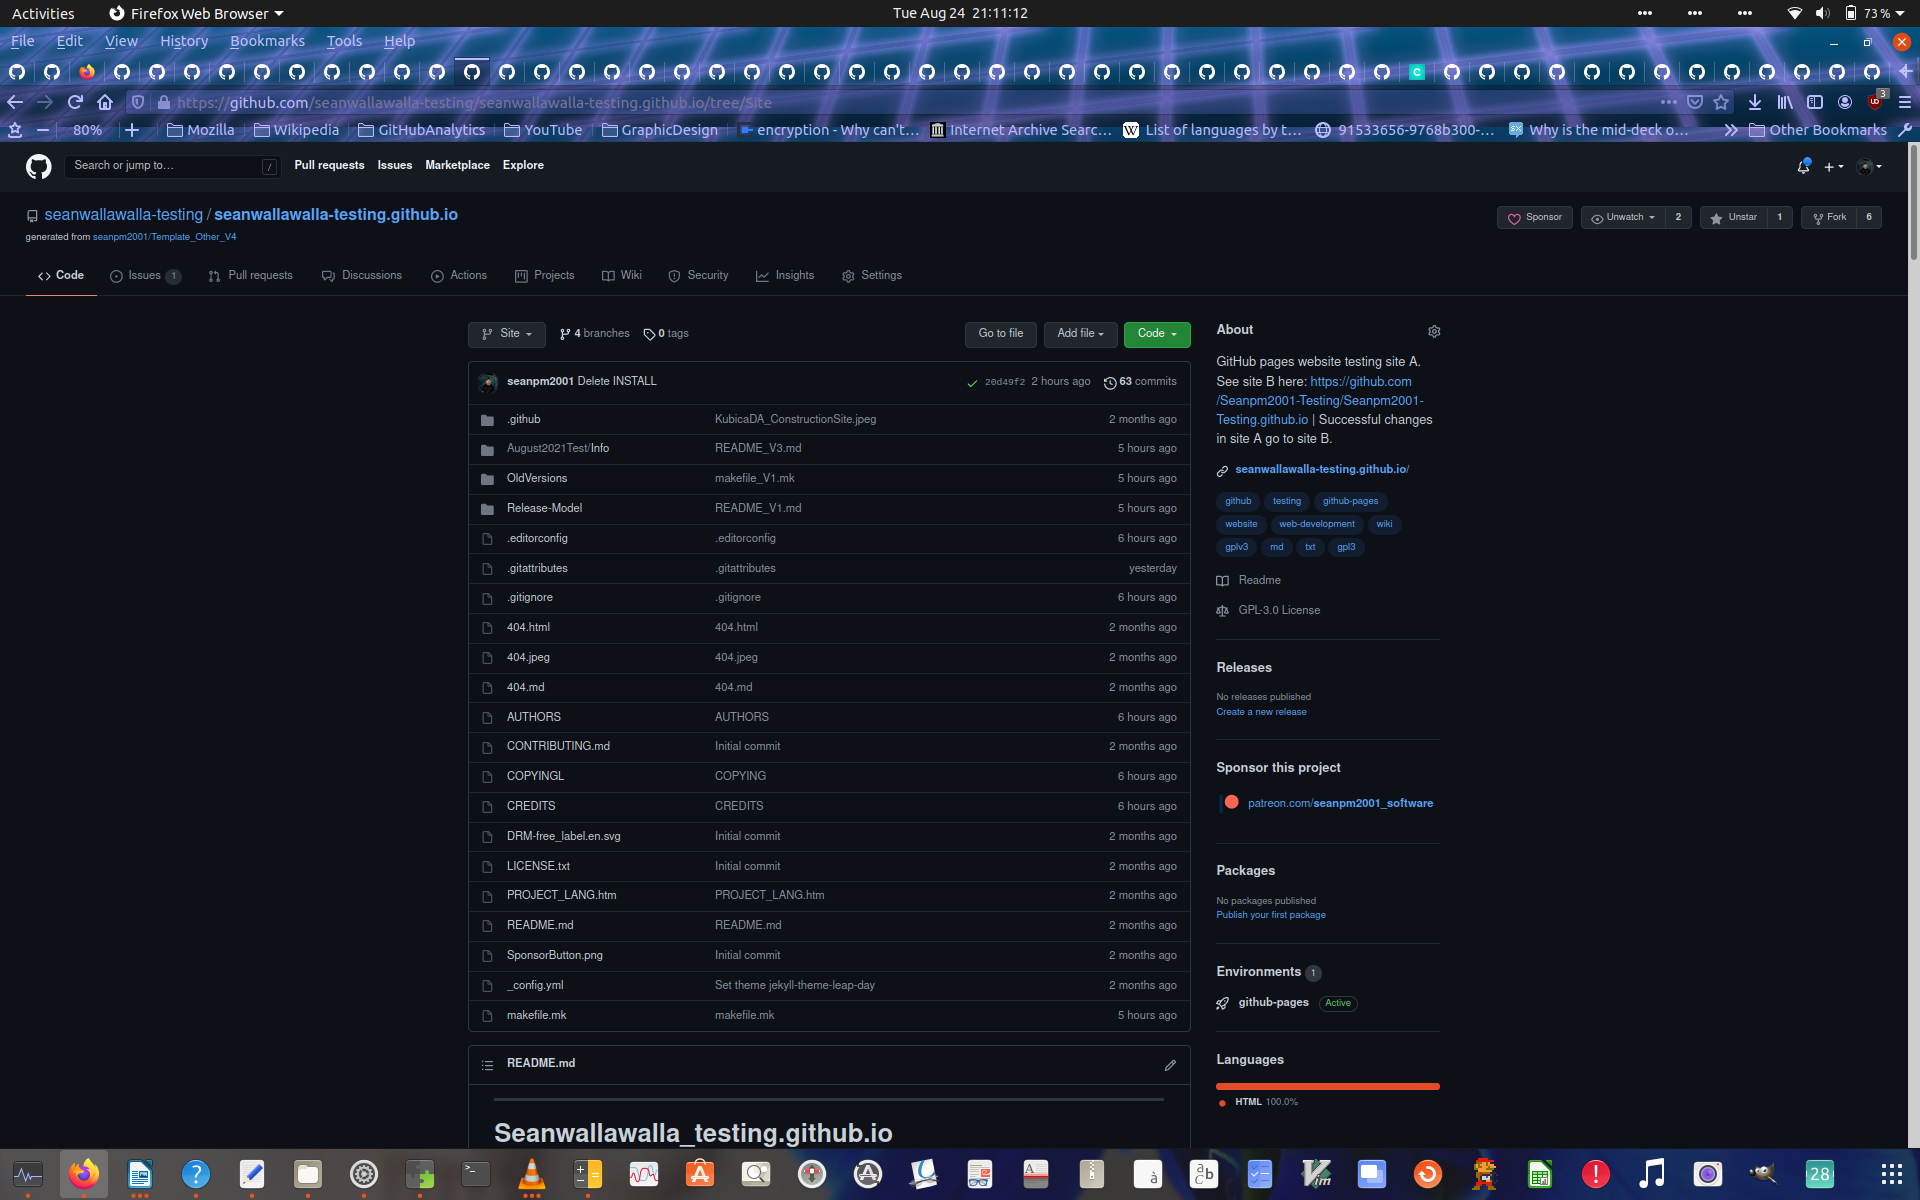 Activities Firefox Web Browser Tue Aug 24 21:11:12 73 %
File Edit View History Bookmarks Tools Help
https://github.com/seanwallawalla-testing/seanwallawalla-testing.github.io/tree/Site 3
80% Mozilla Wikipedia GitHubAnalytics YouTube GraphicDesign encryption - Why can't… Internet Archive Searc… List of languages by t… 91533656-9768b300-… Why is the mid-deck o… Other Bookmarks
Search or jump to… / Pull requests Issues Marketplace Explore
seanwallawalla-testing / seanwallawalla-testing.github.io Sponsor Unwatch 2 Unstar 1 Fork 6
generated from seanpm2001/Template_Other_V4
Code Issues 1 Pull requests Discussions Actions Projects Wiki Security Insights Settings
Site 4 branches 0 tags Go to file Add file Code
seanpm2001 Delete INSTALL 20d49f2 2 hours ago 63 commits
.github KubicaDA_ConstructionSite.jpeg 2 months ago
August2021Test/Info README_V3.md 5 hours ago
OldVersions makefile_V1.mk 5 hours ago
Release-Model README_V1.md 5 hours ago
.editorconfig .editorconfig 6 hours ago
.gitattributes .gitattributes yesterday
.gitignore .gitignore 6 hours ago
404.html 404.html 2 months ago
404.jpeg 404.jpeg 2 months ago
404.md 404.md 2 months ago
AUTHORS AUTHORS 6 hours ago
CONTRIBUTING.md Initial commit 2 months ago
COPYINGL COPYING 6 hours ago
CREDITS CREDITS 6 hours ago
DRM-free_label.en.svg Initial commit 2 months ago
LICENSE.txt Initial commit 2 months ago
PROJECT_LANG.htm PROJECT_LANG.htm 2 months ago
README.md README.md 2 months ago
SponsorButton.png Initial commit 2 months ago
_config.yml Set theme jekyll-theme-leap-day 2 months ago
makefile.mk makefile.mk 5 hours ago
README.md
Seanwallawalla_testing.github.io
About
GitHub pages website testing site A.
See site B here: https://github.com
/Seanpm2001-Testing/Seanpm2001-
Testing.github.io | Successful changes
in site A go to site B.
seanwallawalla-testing.github.io/
github testing github-pages
website web-development wiki
gplv3 md txt gpl3
Readme
GPL-3.0 License
Releases
No releases published
Create a new release
Sponsor this project
patreon.com/seanpm2001_software
Packages
No packages published
Publish your first package
Environments 1
github-pages Active
Languages
HTML 100.0%
28